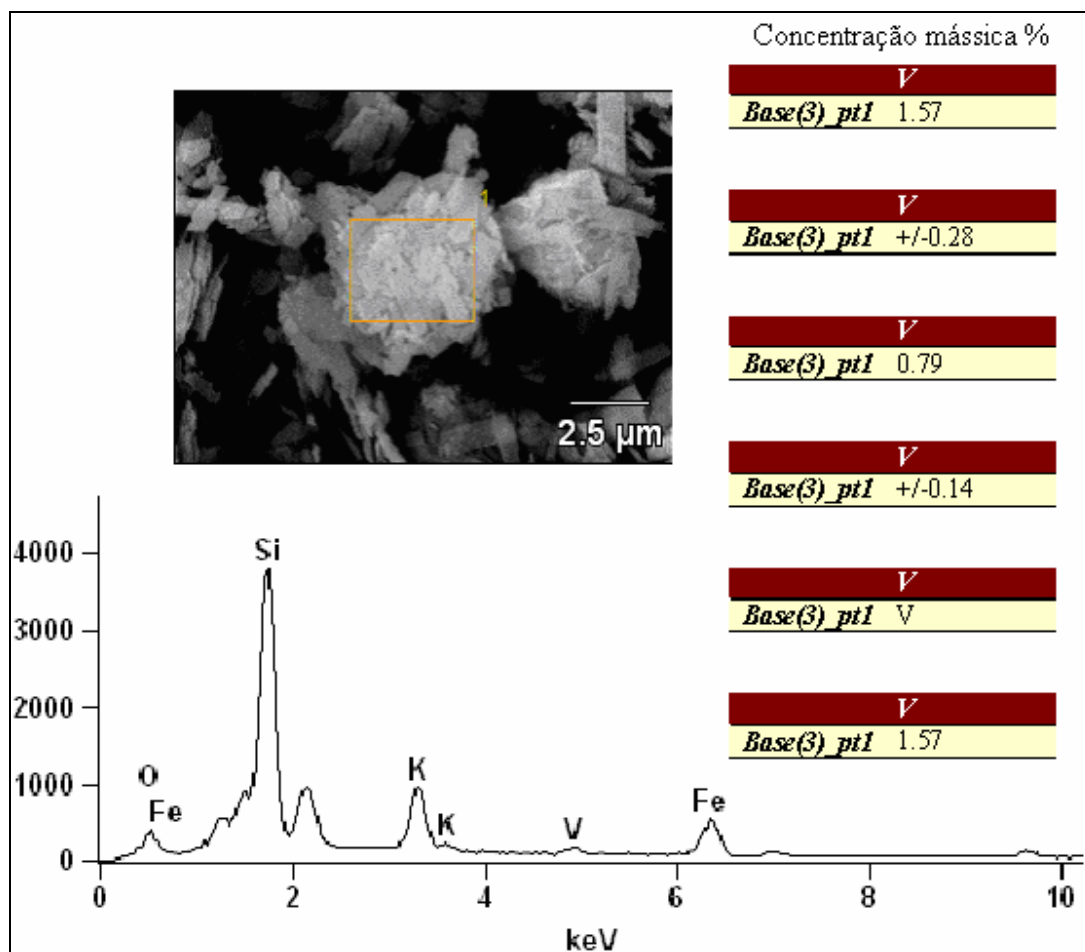 Concentração mássica %
V
Base(3)_pt1 1.57
V
Base(3)_pt1 +/-0.28
V
Base(3)_pt1 0.79
V
Base(3)_pt1 +/-0.14
V
Base(3)_pt1 V
V
Base(3)_pt1 1.57
1
2.5 µm
4000
3000
2000
1000
0
Si
O
Fe
K
K
V
Fe
0 2 4 6 8 10
keV